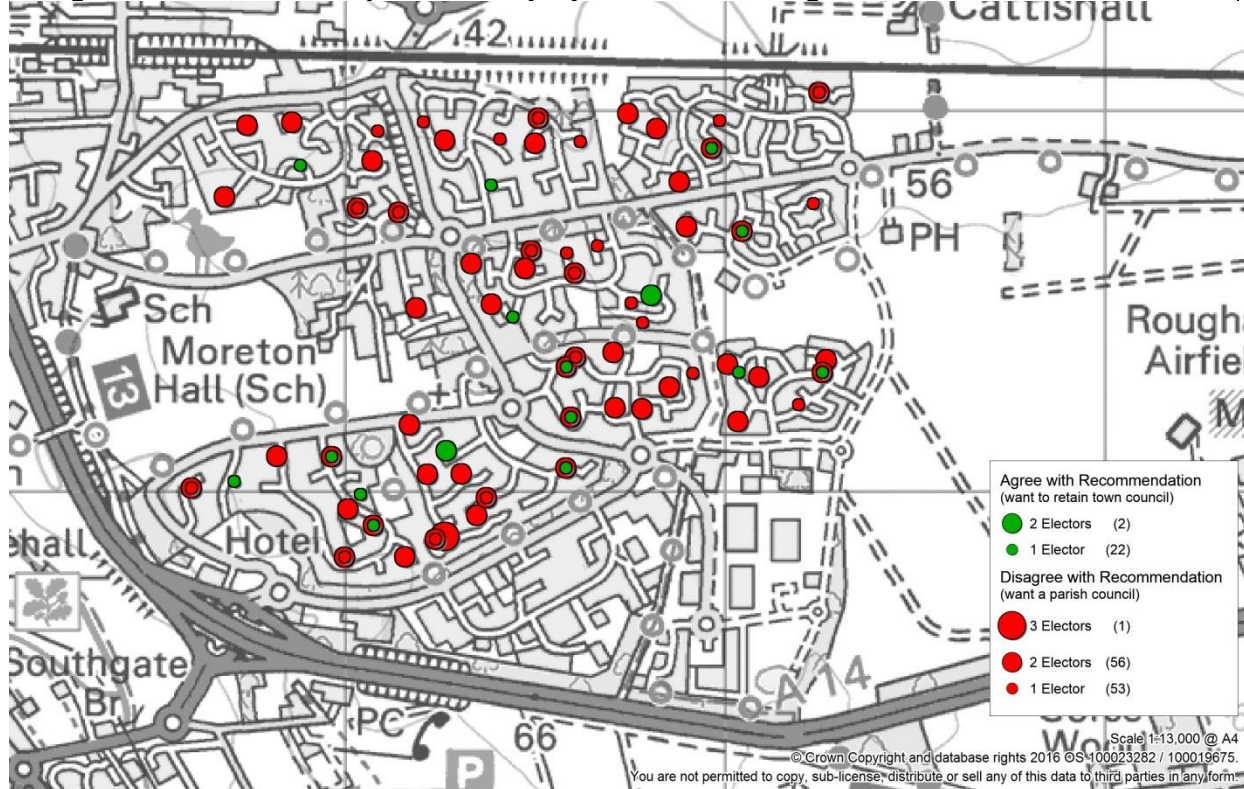 Cattishall
42
56
PH
Sch
Moreton
Hall (Sch)
13
Airfiel
Hotel
Southgate
Br
PC
66
P
A 14
Agree with Recommendation
(want to retain town council)
2 Electors (2)
1 Elector (22)
Disagree with Recommendation
(want a parish council)
3 Electors (1)
2 Electors (56)
1 Elector (53)
Scale 1:13,000 @ A4
© Crown Copyright and database rights 2016 OS 100023282 / 100019675.
You are not permitted to copy, sub-license, distribute or sell any of this data to third parties in any form.